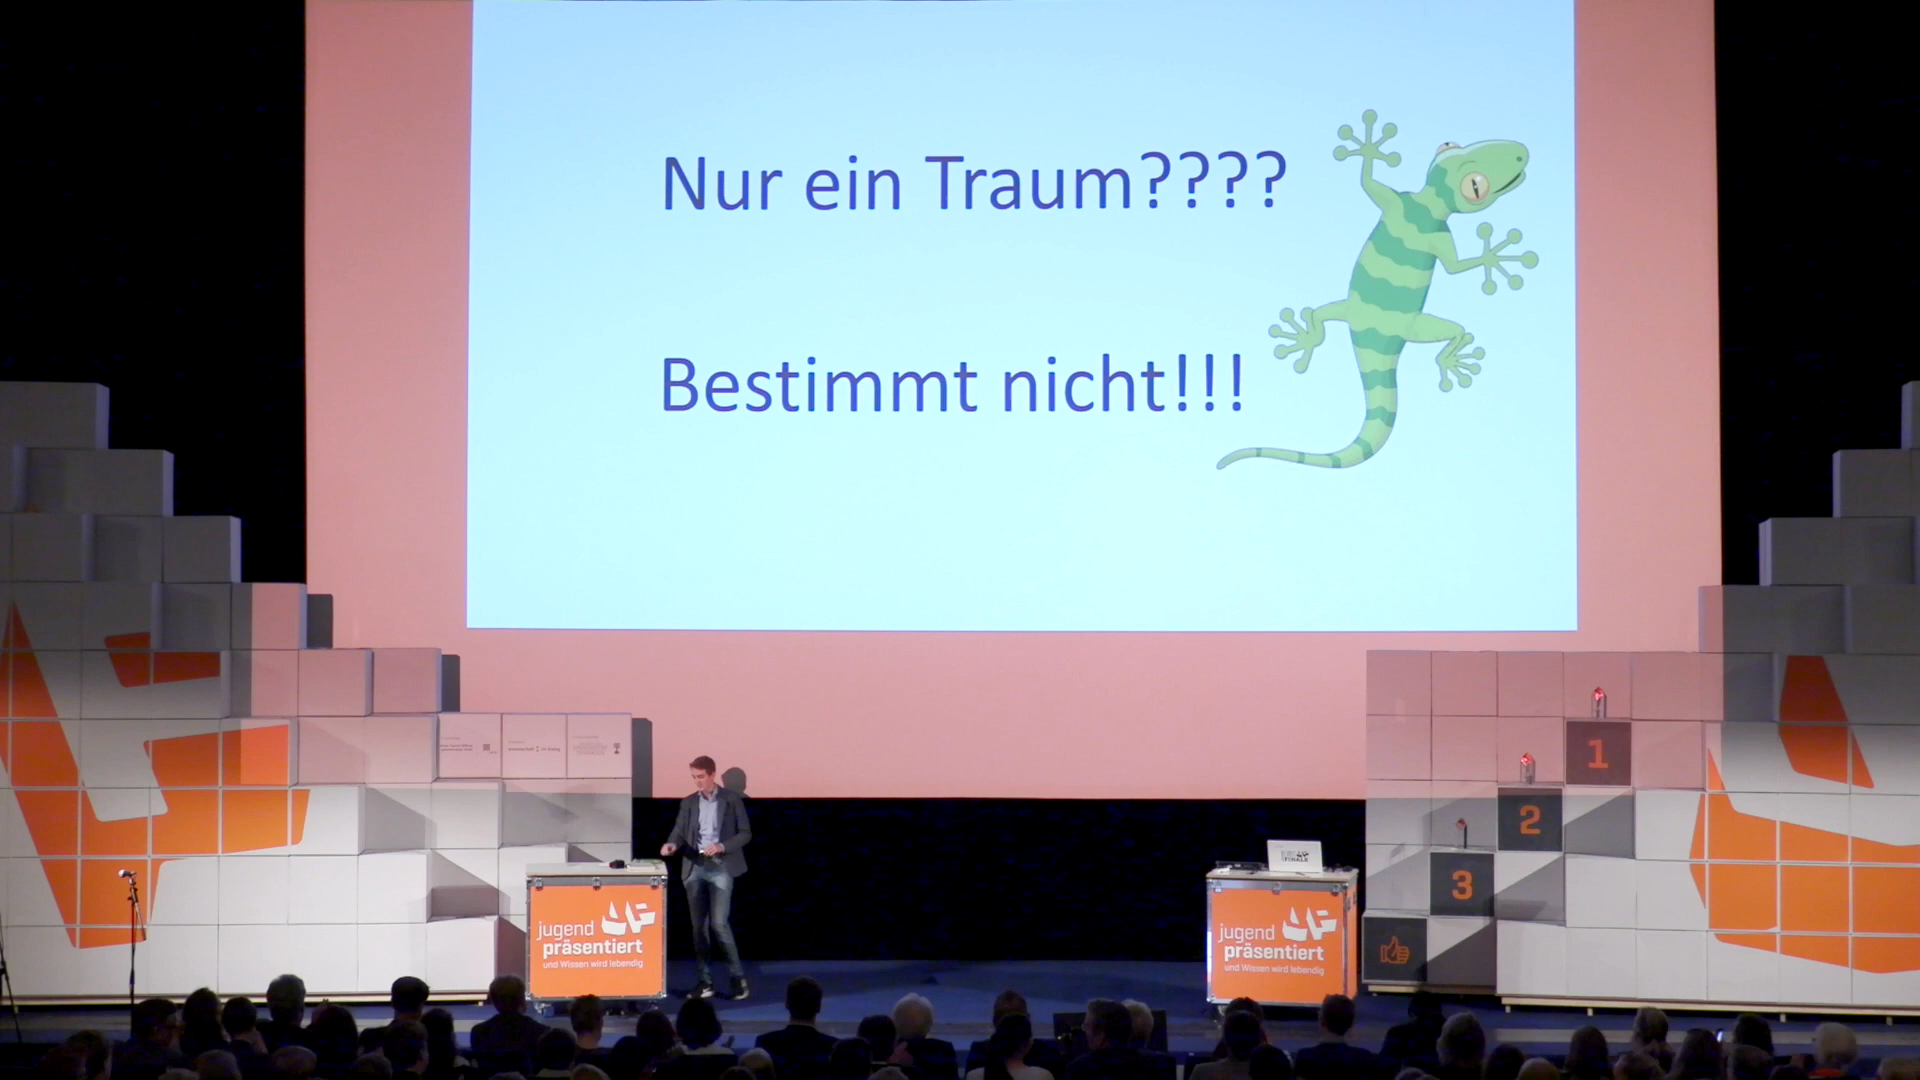 Nur ein Traum????
Bestimmt nicht!!!
1
2
3
jugend
präsentiert
und Wissen wird lebendig
FINALE
jugend
präsentiert
und Wissen wird lebendig